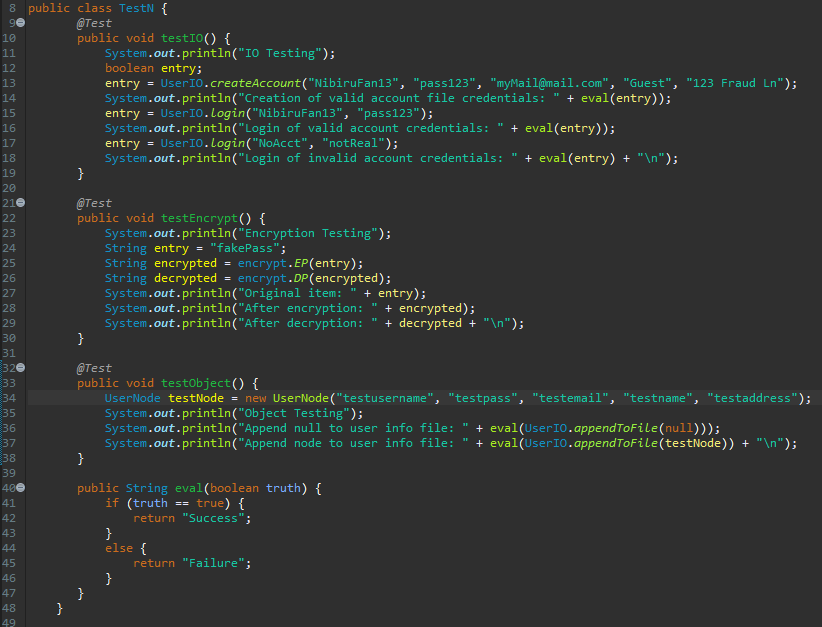 8 public class TestN {
9 @Test
10 public void testIO() {
11 System.out.println("IO Testing");
12 boolean entry;
13 entry = UserIO.createAccount("NibiruFan13", "pass123", "myMail@mail.com", "Guest", "123 Fraud Ln");
14 System.out.println("Creation of valid account file credentials: " + eval(entry));
15 entry = UserIO.login("NibiruFan13", "pass123");
16 System.out.println("Login of valid account credentials: " + eval(entry));
17 entry = UserIO.login("NoAcct", "notReal");
18 System.out.println("Login of invalid account credentials: " + eval(entry) + "\n");
19 }
20
21 @Test
22 public void testEncrypt() {
23 System.out.println("Encryption Testing");
24 String entry = "fakePass";
25 String encrypted = encrypt.EP(entry);
26 String decrypted = encrypt.DP(encrypted);
27 System.out.println("Original item: " + entry);
28 System.out.println("After encryption: " + encrypted);
29 System.out.println("After decryption: " + decrypted + "\n");
30 }
31
32 @Test
33 public void testObject() {
34 UserNode testNode = new UserNode("testusername", "testpass", "testemail", "testname", "testaddress");
35 System.out.println("Object Testing");
36 System.out.println("Append null to user info file: " + eval(UserIO.appendToFile(null)));
37 System.out.println("Append node to user info file: " + eval(UserIO.appendToFile(testNode)) + "\n");
38 }
39
40 public String eval(boolean truth) {
41 if (truth == true) {
42 return "Success";
43 }
44 else {
45 return "Failure";
46 }
47 }
48 }
49